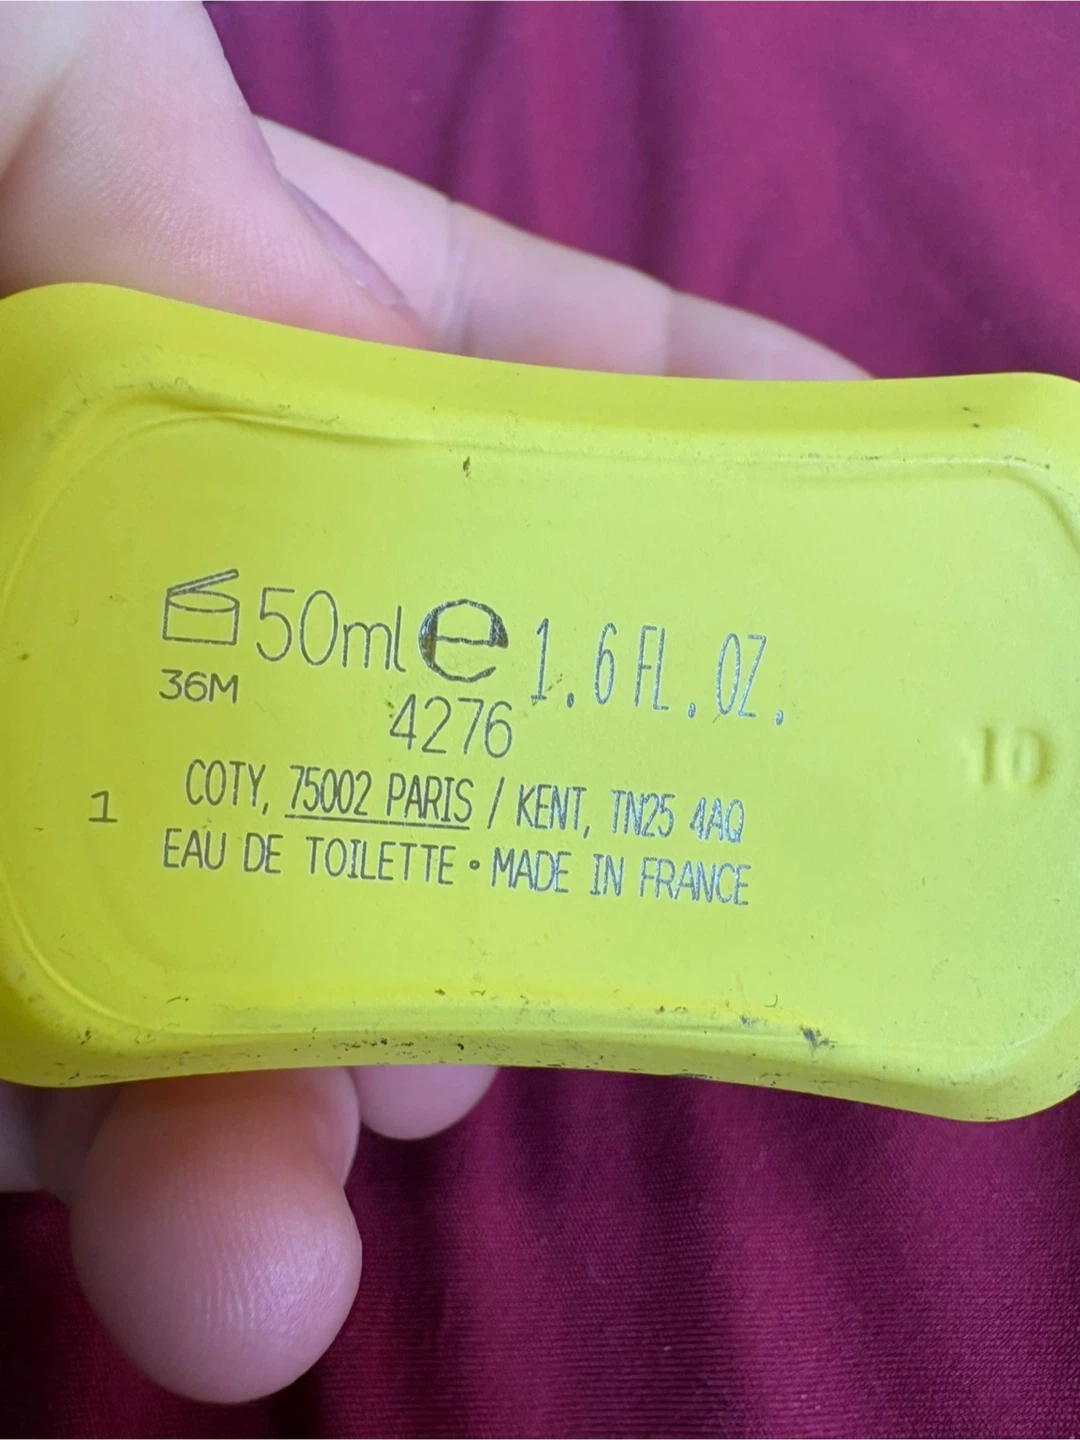 50ml e 1.6 FL. OZ.
36M
4276
1
COTY, 75002 PARIS / KENT, TN25 4AQ
EAU DE TOILETTE • MADE IN FRANCE
10